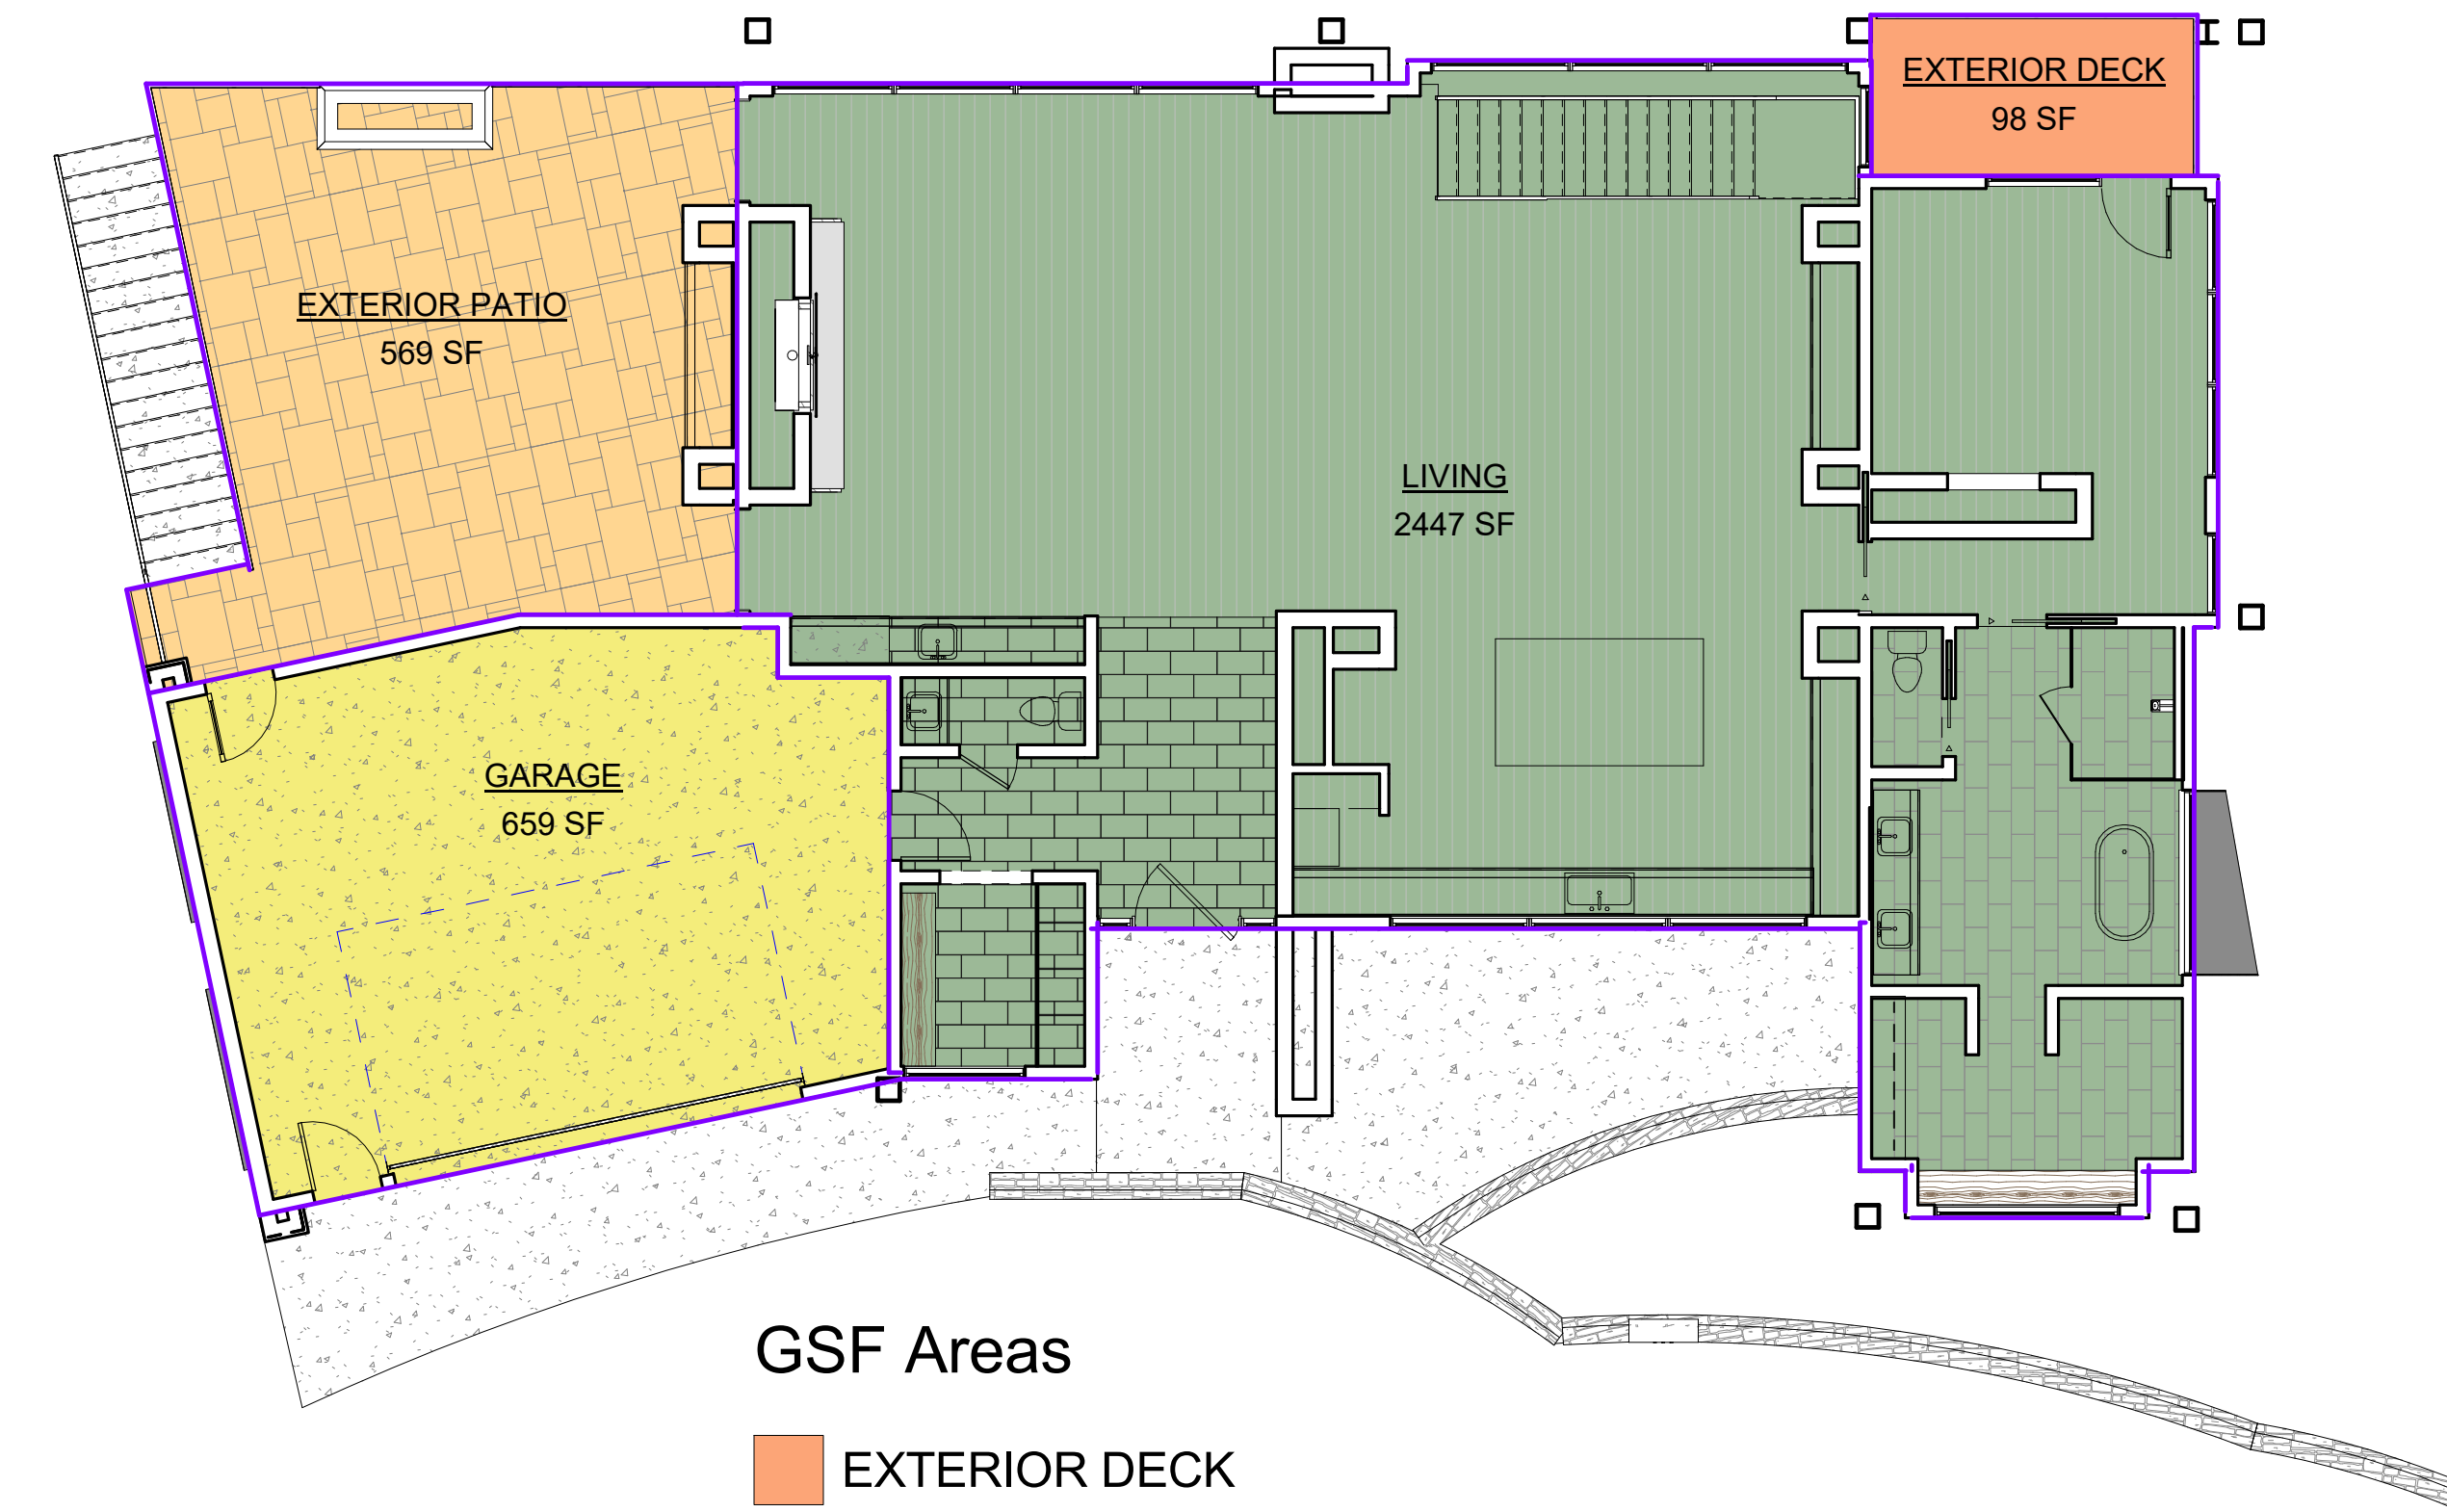 EXTERIOR DECK
98 SF
EXTERIOR PATIO
569 SF
LIVING
2447 SF
GARAGE
659 SF
GSF Areas
EXTERIOR DECK